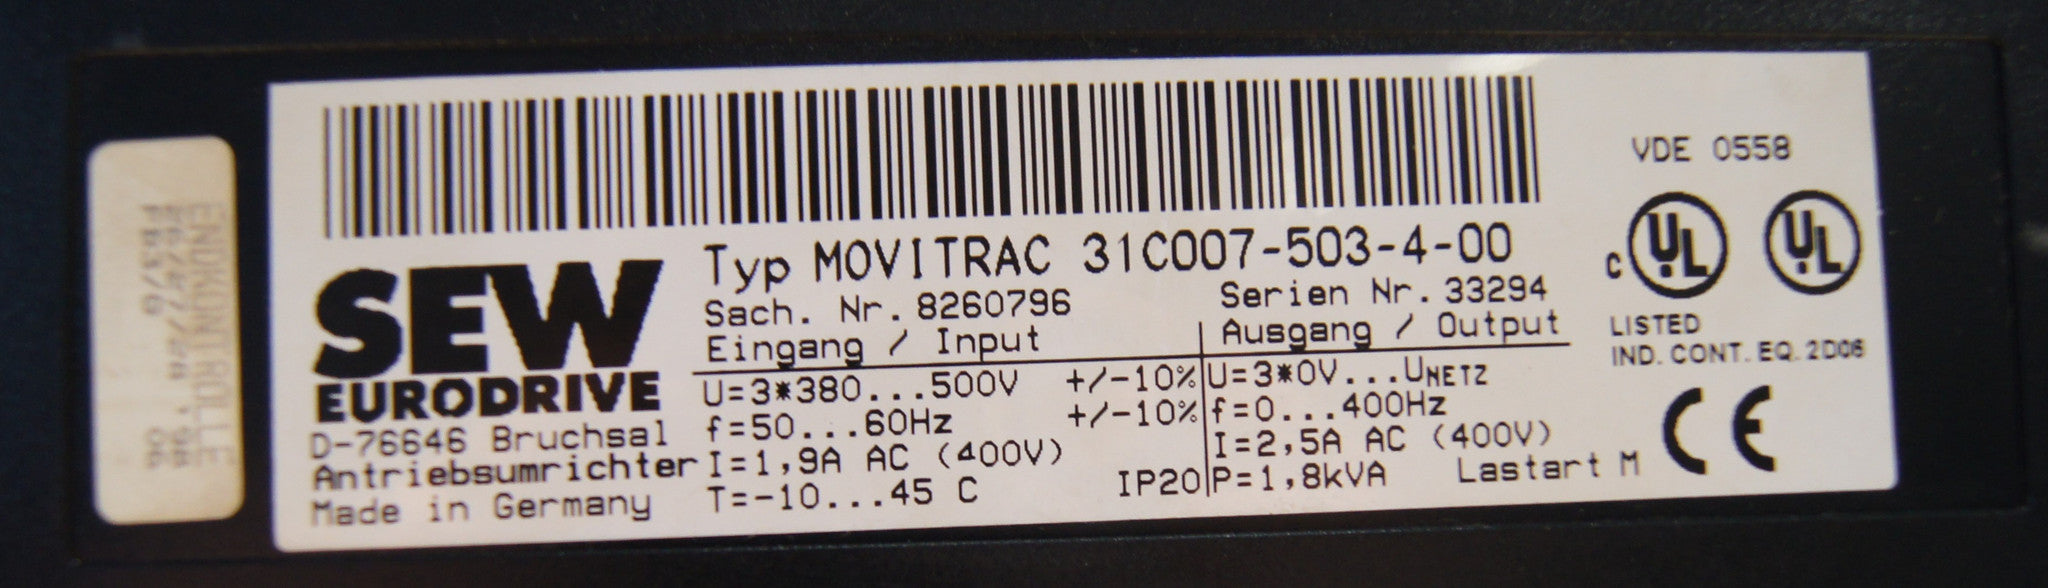 ENDKONTROLLE
VDE 0558
SEW
EURODRIVE
D-76646 Bruchsal
Antriebsumrichter
Made in Germany
Typ MOVITRAC 31C007-503-4-00
Sach. Nr. 8260796 Serien Nr. 33294
Eingang / Input Ausgang / Output
U=3*380...500V +/-10% U=3*0V...UNETZ
f=50...60Hz +/-10% f=0...400Hz
I=1,9A AC (400V) I=2,5A AC (400V)
T=-10...45 C IP20 P=1,8kVA Lastart M
c UL UL
LISTED
IND. CONT. EQ. 2D06
CE